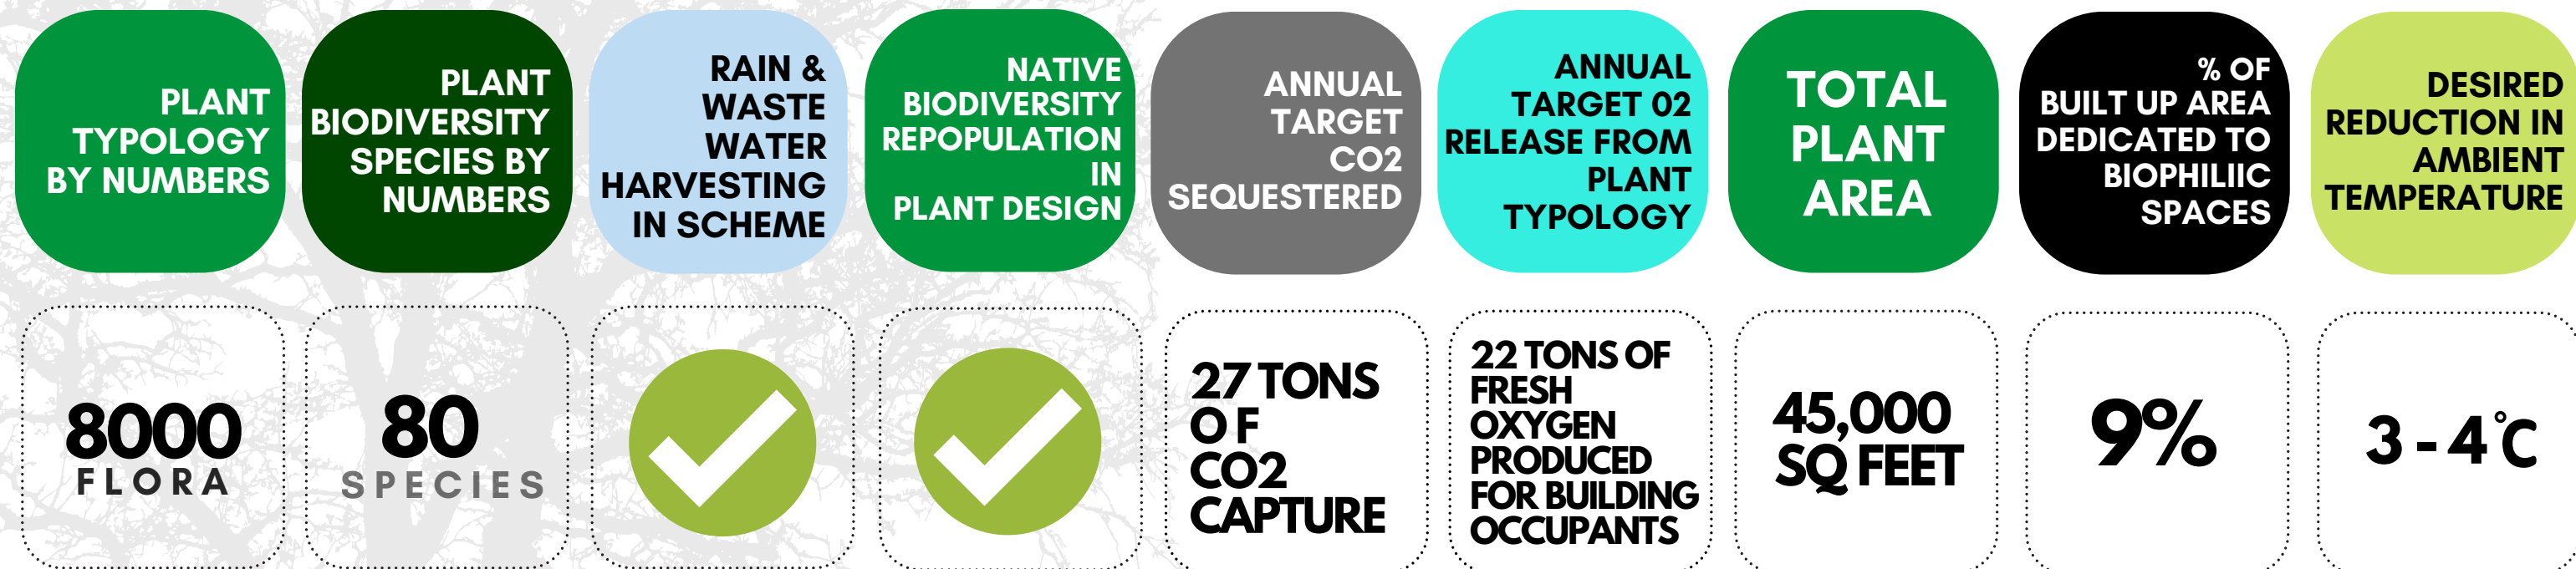 PLANT
TYPOLOGY
BY NUMBERS
PLANT
BIODIVERSITY
SPECIES BY
NUMBERS
RAIN &
WASTE
WATER
HARVESTING
IN SCHEME
NATIVE
BIODIVERSITY
REPOPULATION
IN
PLANT DESIGN
ANNUAL
TARGET
CO2
SEQUESTERED
ANNUAL
TARGET 02
RELEASE FROM
PLANT
TYPOLOGY
TOTAL
PLANT
AREA
% OF
BUILT UP AREA
DEDICATED TO
BIOPHILIIC
SPACES
DESIRED
REDUCTION IN
AMBIENT
TEMPERATURE
8000
FLORA
80
SPECIES
27 TONS
OF
CO2
CAPTURE
22 TONS OF
FRESH
OXYGEN
PRODUCED
FOR BUILDING
OCCUPANTS
45,000
SQ FEET
9%
3 - 4°C